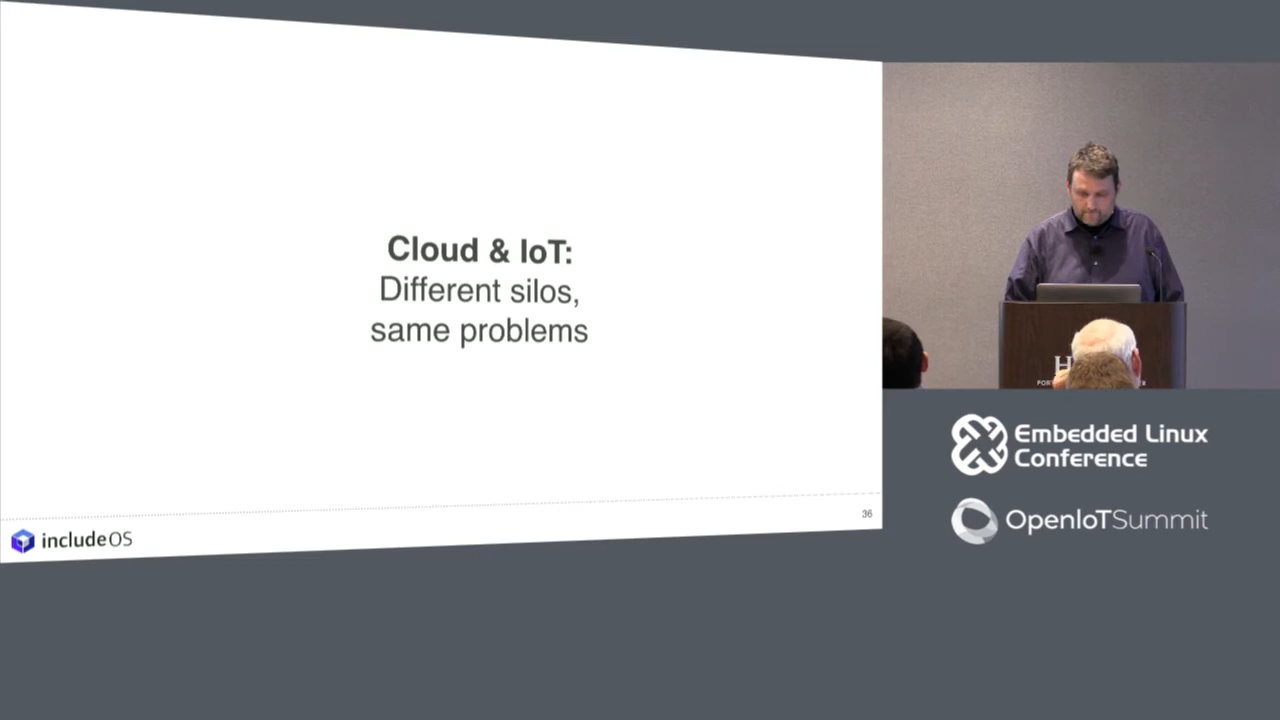 Cloud & IoT:
Different silos,
same problems
36
includeOS
Embedded Linux
Conference
OpenIoTSummit